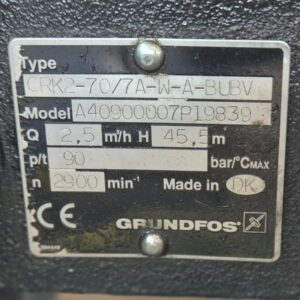 Type
CRK2-70/7A-W-A-BUBV
Model A40900007P19839
Q 2,5 m³/h H 45,5 m
p/t 90 bar/°CMAX
n 2900 min⁻¹ Made in DK
CE GRUNDFOS